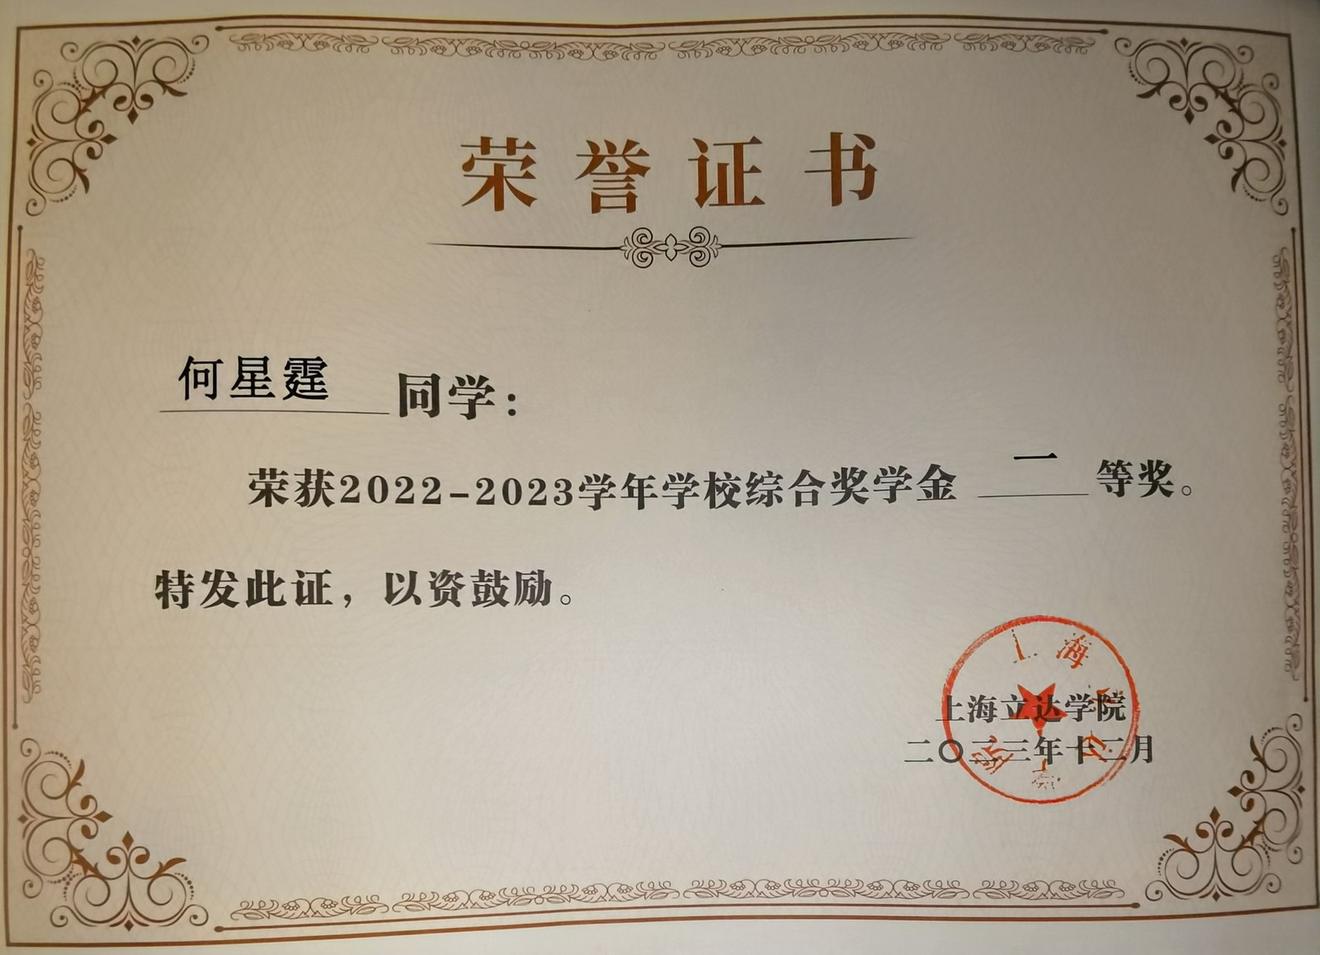 荣誉证书
何星霆 同学：
荣获2022-2023学年学校综合奖学金 一 等奖。
特发此证，以资鼓励。
上海立达学院
二〇二三年十二月